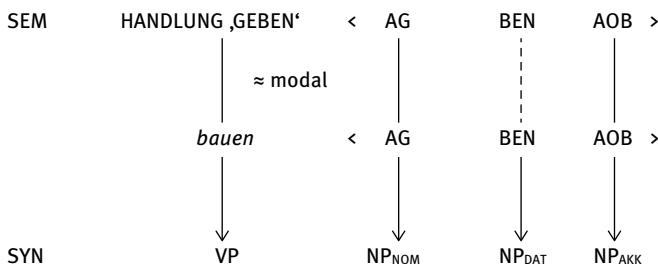 SEM HANDLUNG ‚GEBEN‘ < AG BEN AOB >
≈ modal
bauen < AG BEN AOB >
SYN VP NPNOM NPDAT NPAKK